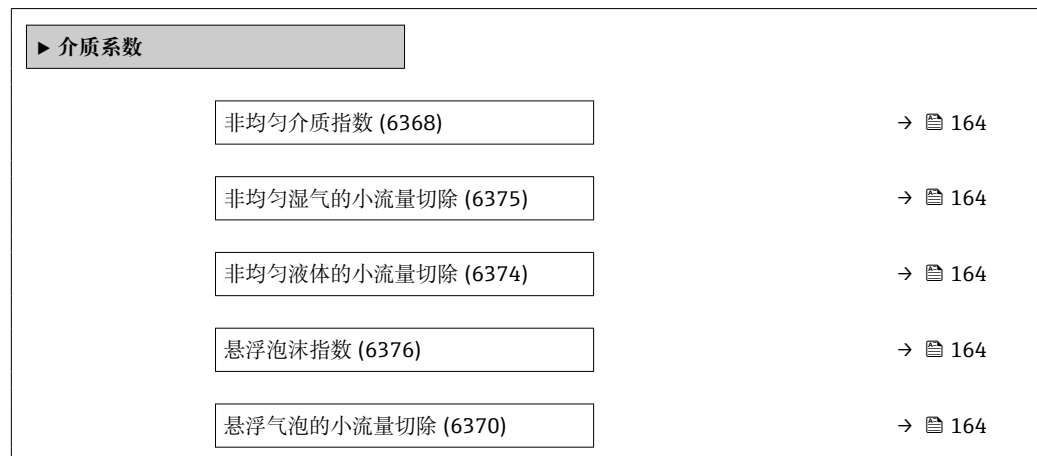 ▶ 介质系数
非均匀介质指数 (6368) → 🖹 164
非均匀湿气的小流量切除 (6375) → 🖹 164
非均匀液体的小流量切除 (6374) → 🖹 164
悬浮泡沫指数 (6376) → 🖹 164
悬浮气泡的小流量切除 (6370) → 🖹 164